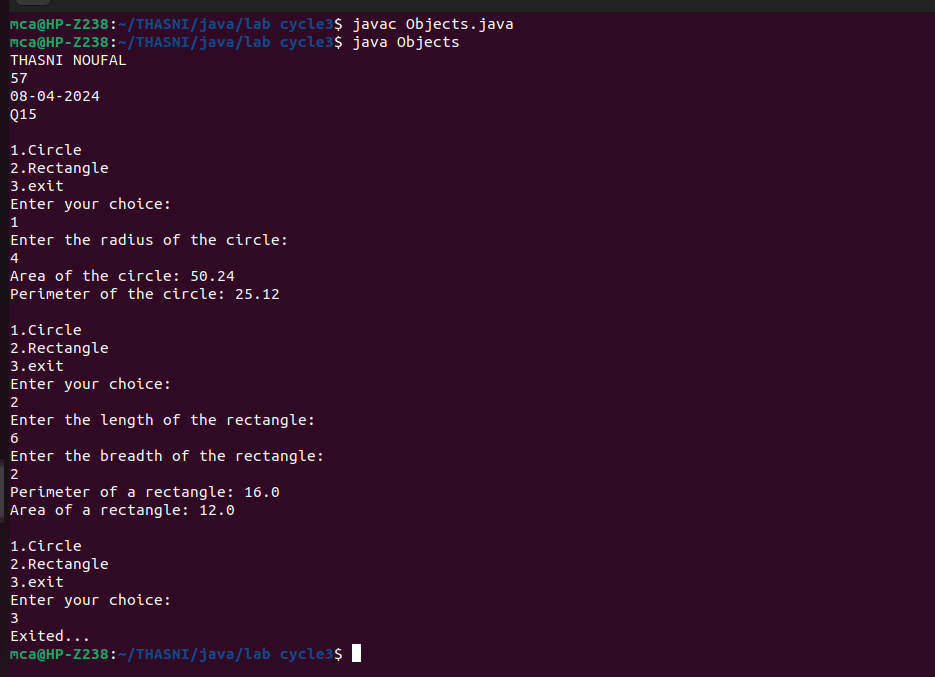 mca@HP-Z238:~/THASNI/java/lab cycle3$ javac Objects.java
mca@HP-Z238:~/THASNI/java/lab cycle3$ java Objects
THASNI NOUFAL
57
08-04-2024
Q15
1.Circle
2.Rectangle
3.exit
Enter your choice:
1
Enter the radius of the circle:
4
Area of the circle: 50.24
Perimeter of the circle: 25.12
1.Circle
2.Rectangle
3.exit
Enter your choice:
2
Enter the length of the rectangle:
6
Enter the breadth of the rectangle:
2
Perimeter of a rectangle: 16.0
Area of a rectangle: 12.0
1.Circle
2.Rectangle
3.exit
Enter your choice:
3
Exited...
mca@HP-Z238:~/THASNI/java/lab cycle3$